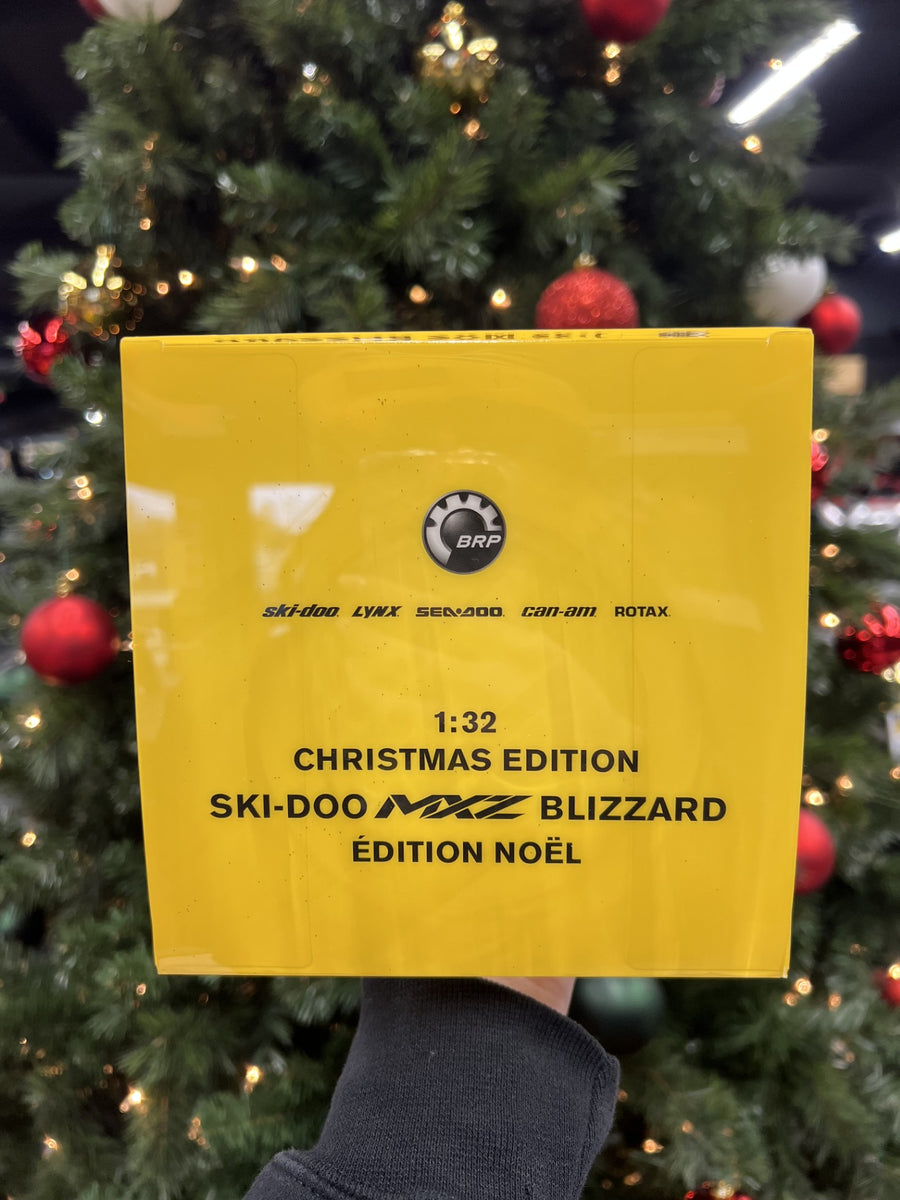 BRP
ski-doo. LYNX. SEA-DOO. can-am. ROTAX.
1:32
CHRISTMAS EDITION
SKI-DOO MXZ BLIZZARD
ÉDITION NOËL